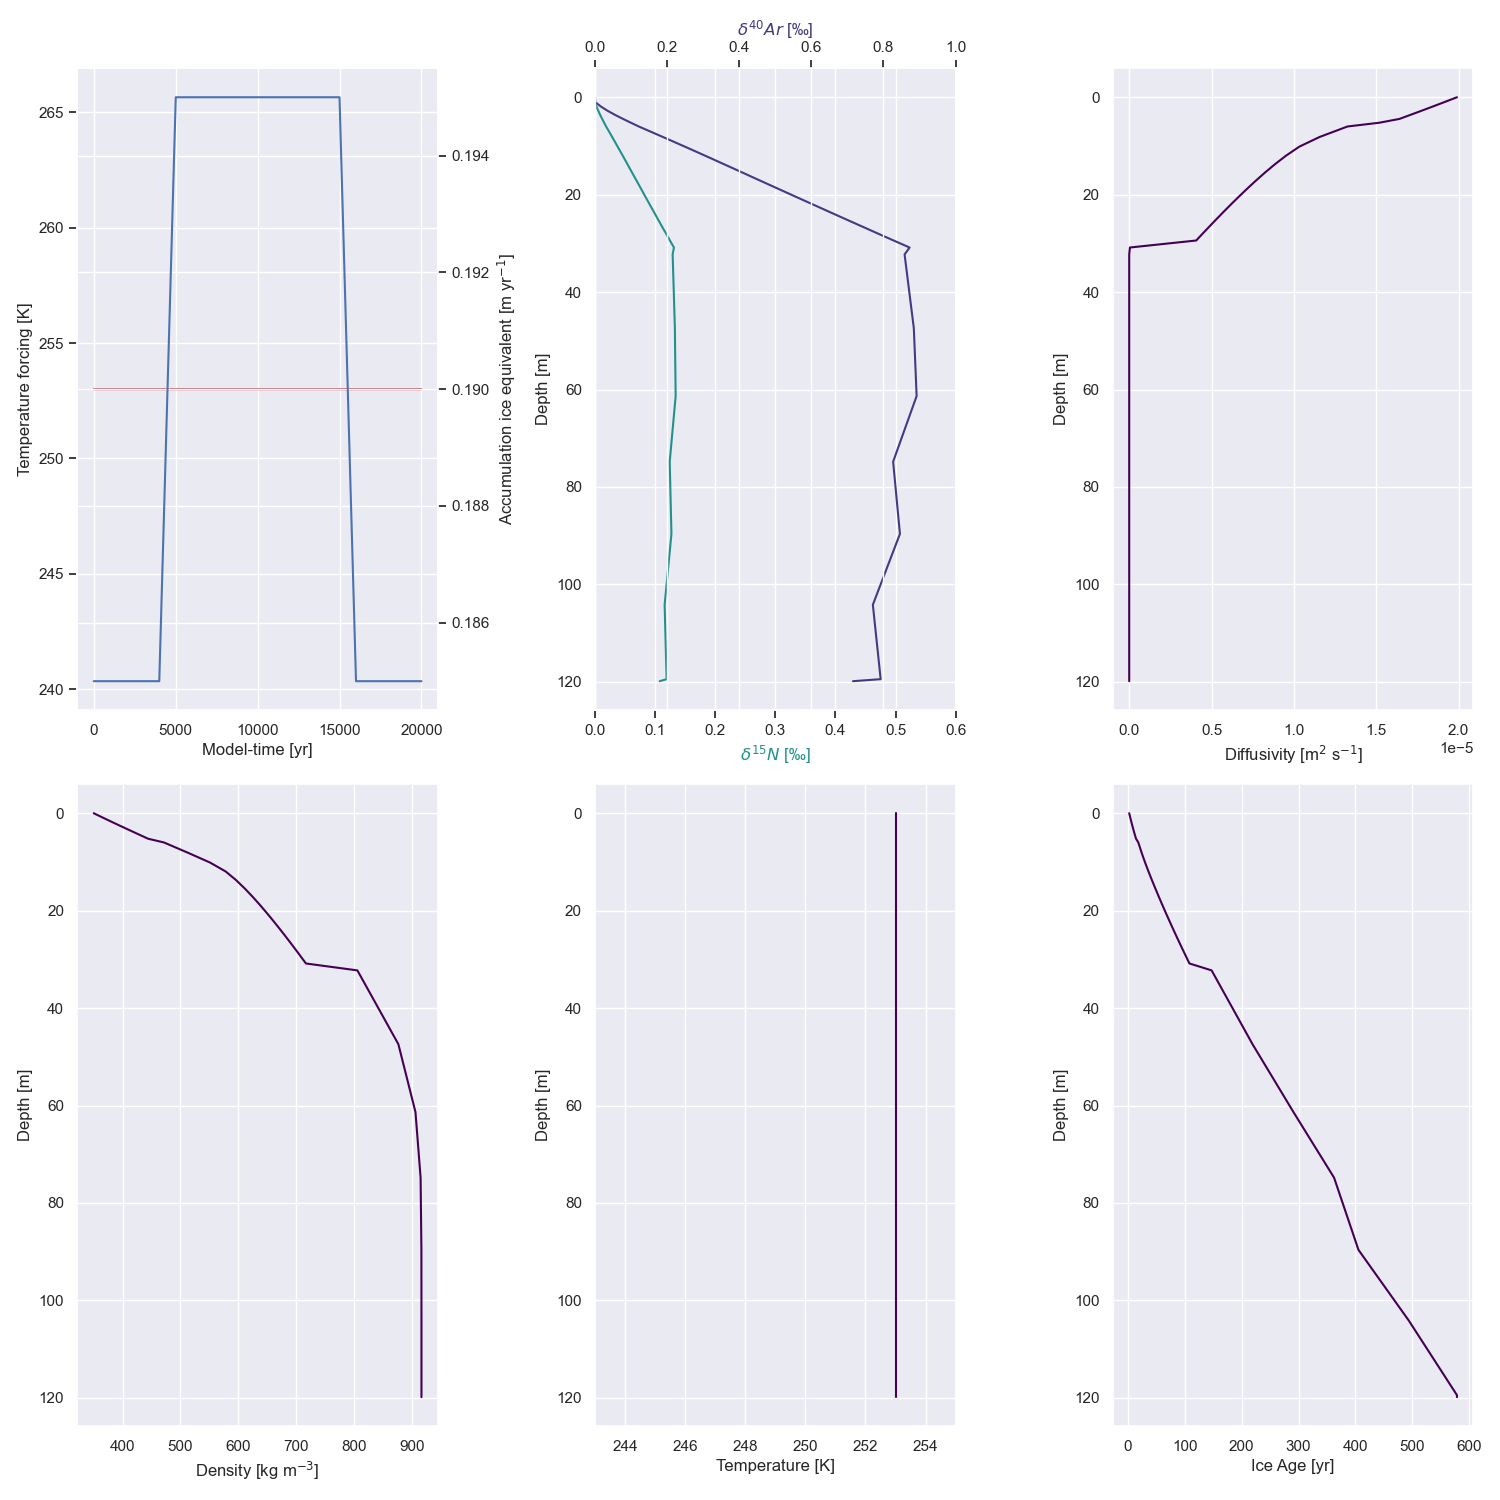 δ⁴⁰Ar [‰]
0.0 0.2 0.4 0.6 0.8 1.0
265
260
255
250
245
240
Temperature forcing [K]
0 5000 10000 15000 20000
Model-time [yr]
0.194
0.192
0.190
0.188
0.186
Accumulation ice equivalent [m yr⁻¹]
0
20
40
60
80
100
120
Depth [m]
0.0 0.1 0.2 0.3 0.4 0.5 0.6
δ¹⁵N [‰]
0
20
40
60
80
100
120
Depth [m]
0.0 0.5 1.0 1.5 2.0
1e−5
Diffusivity [m² s⁻¹]
0
20
40
60
80
100
120
Depth [m]
400 500 600 700 800 900
Density [kg m⁻³]
0
20
40
60
80
100
120
Depth [m]
244 246 248 250 252 254
Temperature [K]
0
20
40
60
80
100
120
Depth [m]
0 100 200 300 400 500 600
Ice Age [yr]